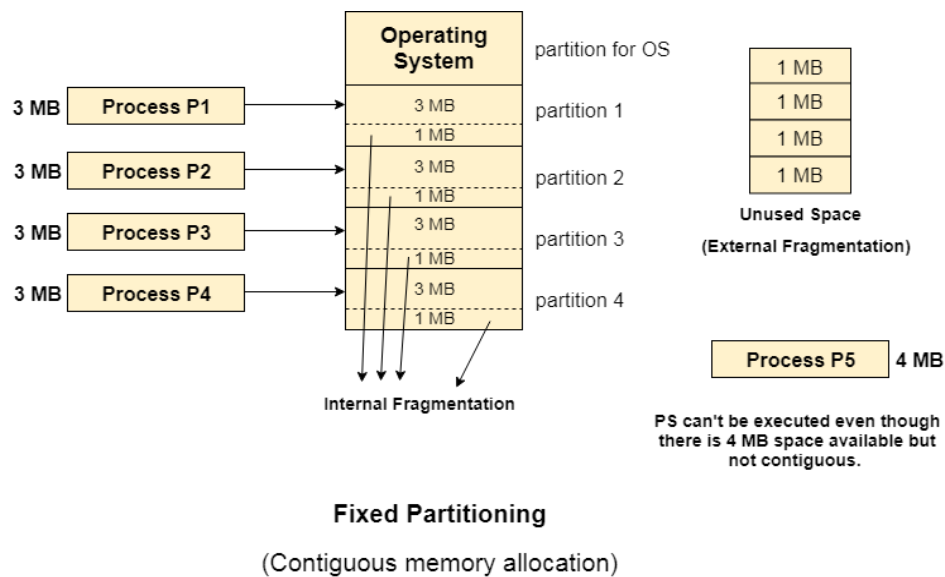 Operating
System
partition for OS
3 MB Process P1
3 MB
1 MB
partition 1
3 MB Process P2
3 MB
1 MB
partition 2
3 MB Process P3
3 MB
1 MB
partition 3
3 MB Process P4
3 MB
1 MB
partition 4
Internal Fragmentation
1 MB
1 MB
1 MB
1 MB
Unused Space
(External Fragmentation)
Process P5 4 MB
PS can't be executed even though
there is 4 MB space available but
not contiguous.
Fixed Partitioning
(Contiguous memory allocation)